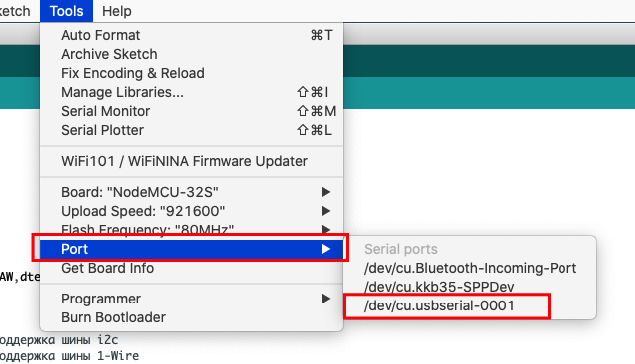 ketch Tools Help
Auto Format ⌘T
Archive Sketch
Fix Encoding & Reload
Manage Libraries... ⇧⌘I
Serial Monitor ⇧⌘M
Serial Plotter ⇧⌘L
WiFi101 / WiFiNINA Firmware Updater
Board: "NodeMCU-32S"
Upload Speed: "921600"
Flash Frequency: "80MHz"
Port
Get Board Info
Programmer
Burn Bootloader
Serial ports
/dev/cu.Bluetooth-Incoming-Port
/dev/cu.kkb35-SPPDev
/dev/cu.usbserial-0001
AW,dte
оддержка шины i2c
оддержка шины 1-Wire